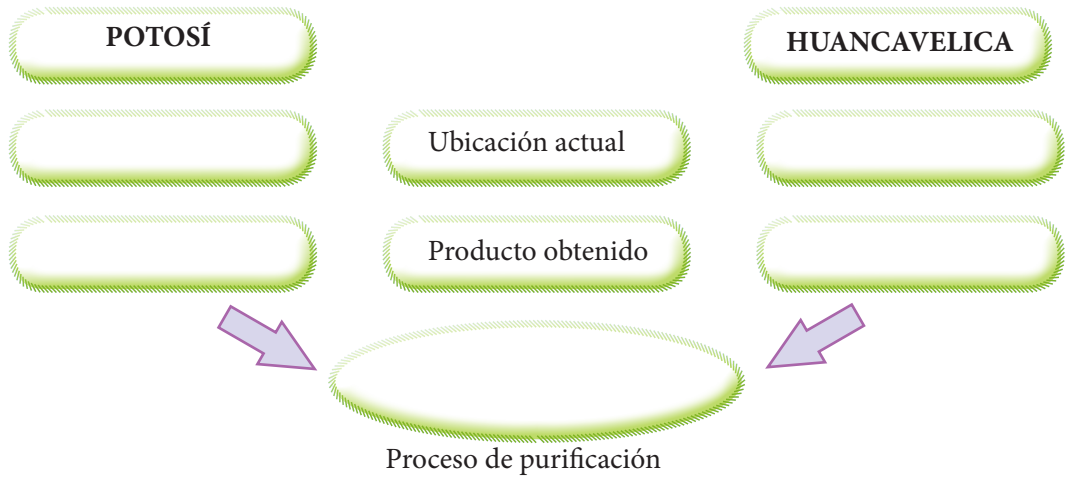 POTOSÍ
HUANCAVELICA
Ubicación actual
Producto obtenido
Proceso de purificación